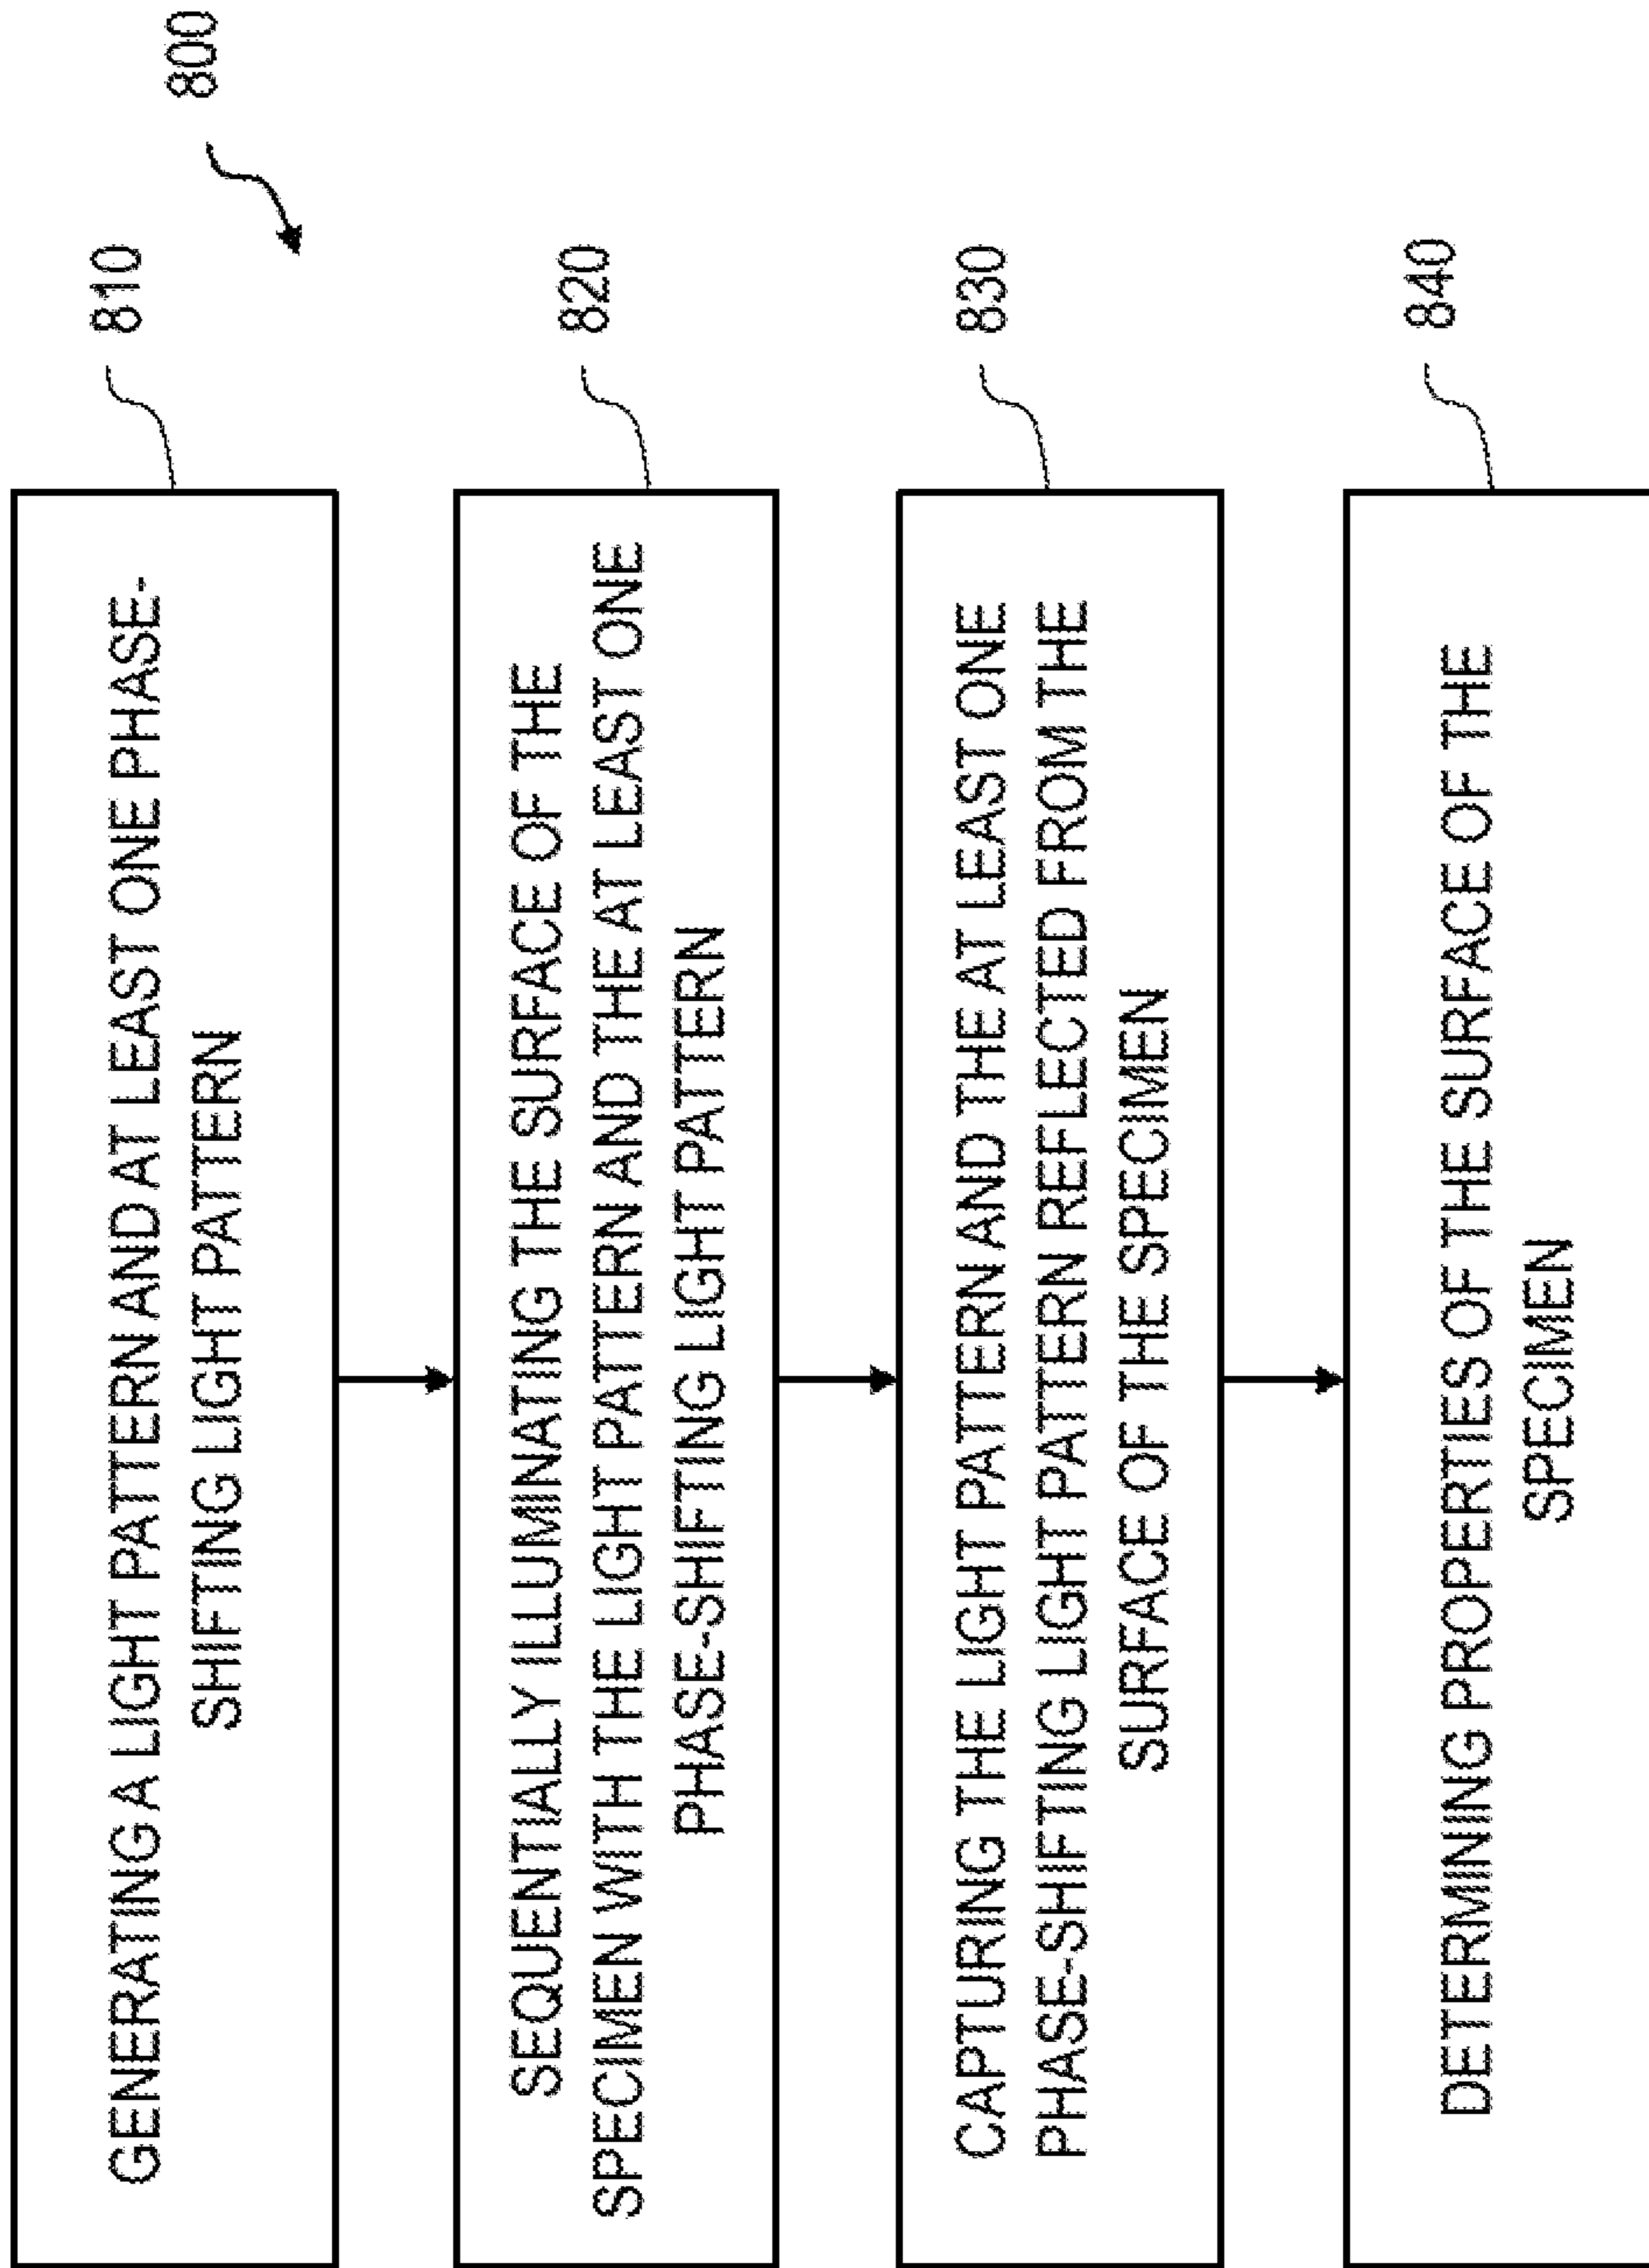 800
GENERATING A LIGHT PATTERN AND AT LEAST ONE PHASE-
SHIFTING LIGHT PATTERN
810
SEQUENTIALLY ILLUMINATING THE SURFACE OF THE
SPECIMEN WITH THE LIGHT PATTERN AND THE AT LEAST ONE
PHASE-SHIFTING LIGHT PATTERN
820
CAPTURING THE LIGHT PATTERN AND THE AT LEAST ONE
PHASE-SHIFTING LIGHT PATTERN REFLECTED FROM THE
SURFACE OF THE SPECIMEN
830
DETERMINING PROPERTIES OF THE SURFACE OF THE
SPECIMEN
840